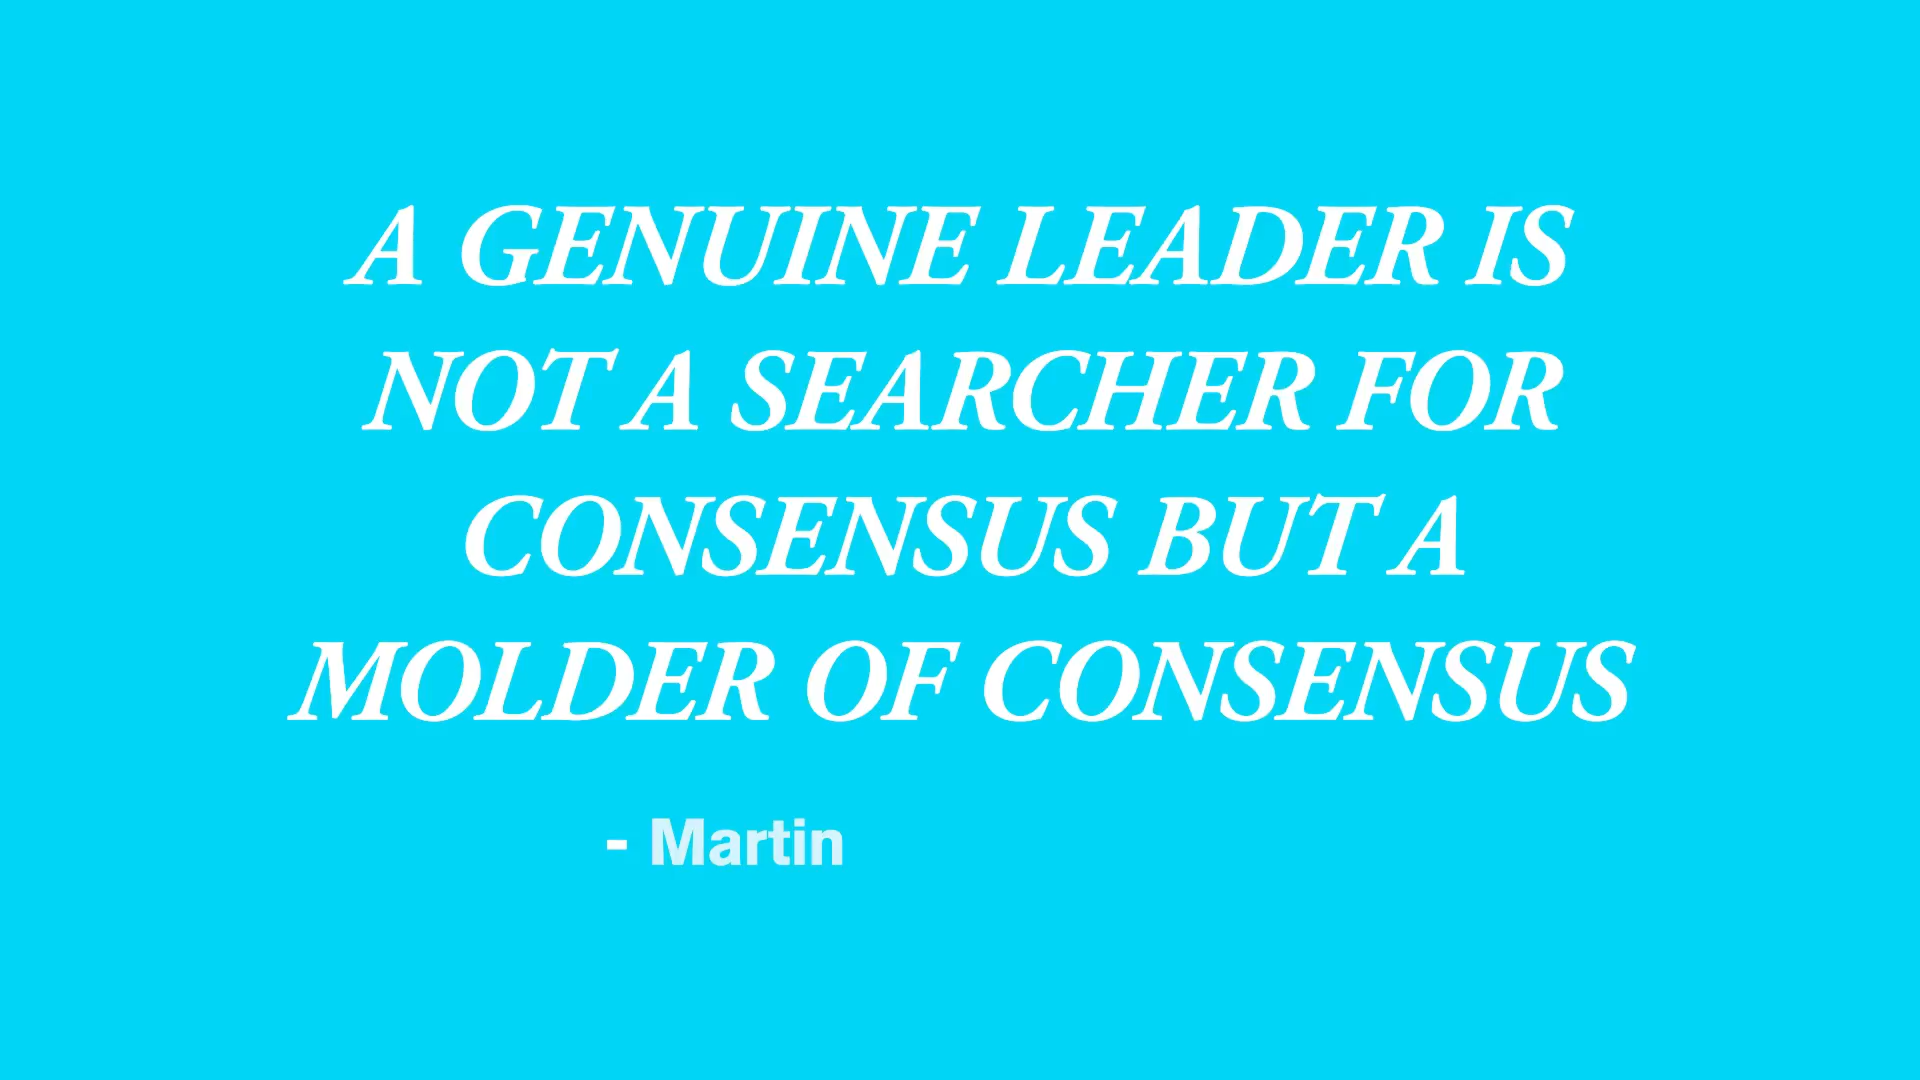 A GENUINE LEADER IS
NOT A SEARCHER FOR
CONSENSUS BUT A
MOLDER OF CONSENSUS
- Martin